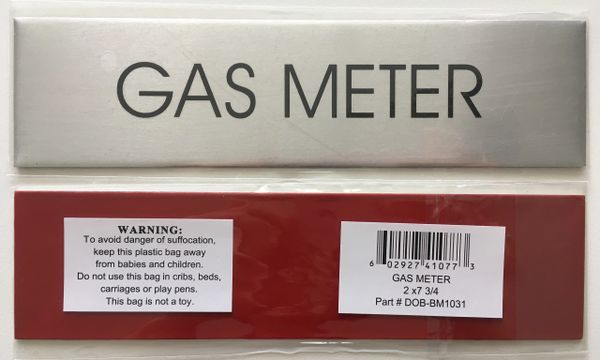 GAS METER
WARNING:
To avoid danger of suffocation,
keep this plastic bag away
from babies and children.
Do not use this bag in cribs, beds,
carriages or play pens.
This bag is not a toy.
6 02927 41077 3
GAS METER
2 x7 3/4
Part # DOB-BM1031